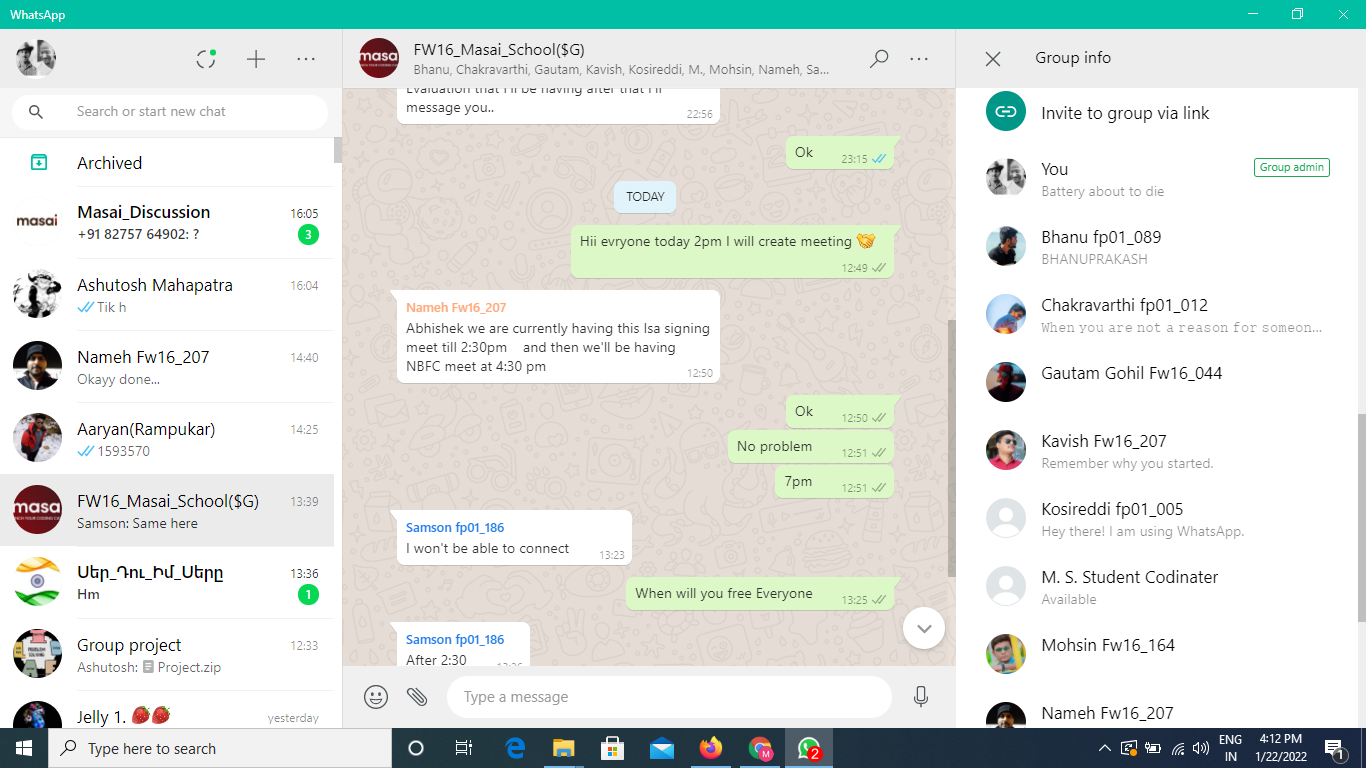 WhatsApp
Search or start new chat
Archived
masai
Masai_Discussion
16:05
+91 82757 64902: ?
3
Ashutosh Mahapatra
16:04
Tik h
Nameh Fw16_207
14:40
Okayy done...
Aaryan(Rampukar)
14:25
1593570
masa
FW16_Masai_School($G)
13:39
Samson: Same here
Սեր_Դու_Իմ_Սերը
13:36
Hm
1
Group project
12:33
Ashutosh: Project.zip
Jelly 1. 🍓🍓
yesterday
masa
FW16_Masai_School($G)
Bhanu, Chakravarthi, Gautam, Kavish, Kosireddi, M., Mohsin, Nameh, Sa...
Evaluation that I'll be having after that I'll
message you..
22:56
Ok
23:15
TODAY
Hii evryone today 2pm I will create meeting 🤝
12:49
Nameh Fw16_207
Abhishek we are currently having this Isa signing
meet till 2:30pm and then we'll be having
NBFC meet at 4:30 pm
12:50
Ok
12:50
No problem
12:51
7pm
12:51
Samson fp01_186
I won't be able to connect
13:23
When will you free Everyone
13:25
Samson fp01_186
After 2:30
Type a message
Group info
Invite to group via link
You
Group admin
Battery about to die
Bhanu fp01_089
BHANUPRAKASH
Chakravarthi fp01_012
When you are not a reason for someon...
Gautam Gohil Fw16_044
Kavish Fw16_207
Remember why you started.
Kosireddi fp01_005
Hey there! I am using WhatsApp.
M. S. Student Codinater
Available
Mohsin Fw16_164
Nameh Fw16_207
Type here to search
M
2
ENG
IN
4:12 PM
1/22/2022
1